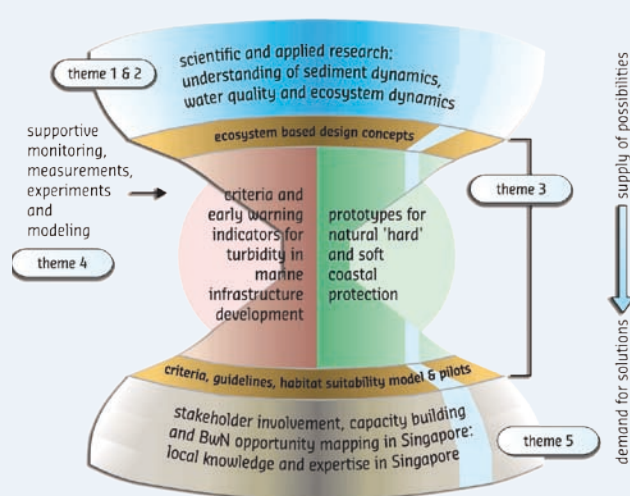 theme 1 & 2
scientific and applied research:
understanding of sediment dynamics,
water quality and ecosystem dynamics
ecosystem based design concepts
supportive
monitoring,
measurements,
experiments
and
modeling
theme 4
criteria and
early warning
indicators for
turbidity in
marine
infrastructure
development
prototypes for
natural 'hard'
and soft
coastal
protection
theme 3
criteria, guidelines, habitat suitability model & pilots
stakeholder involvement, capacity building
and BwN opportunity mapping in Singapore:
local knowledge and expertise in Singapore
theme 5
supply of possibilities
demand for solutions